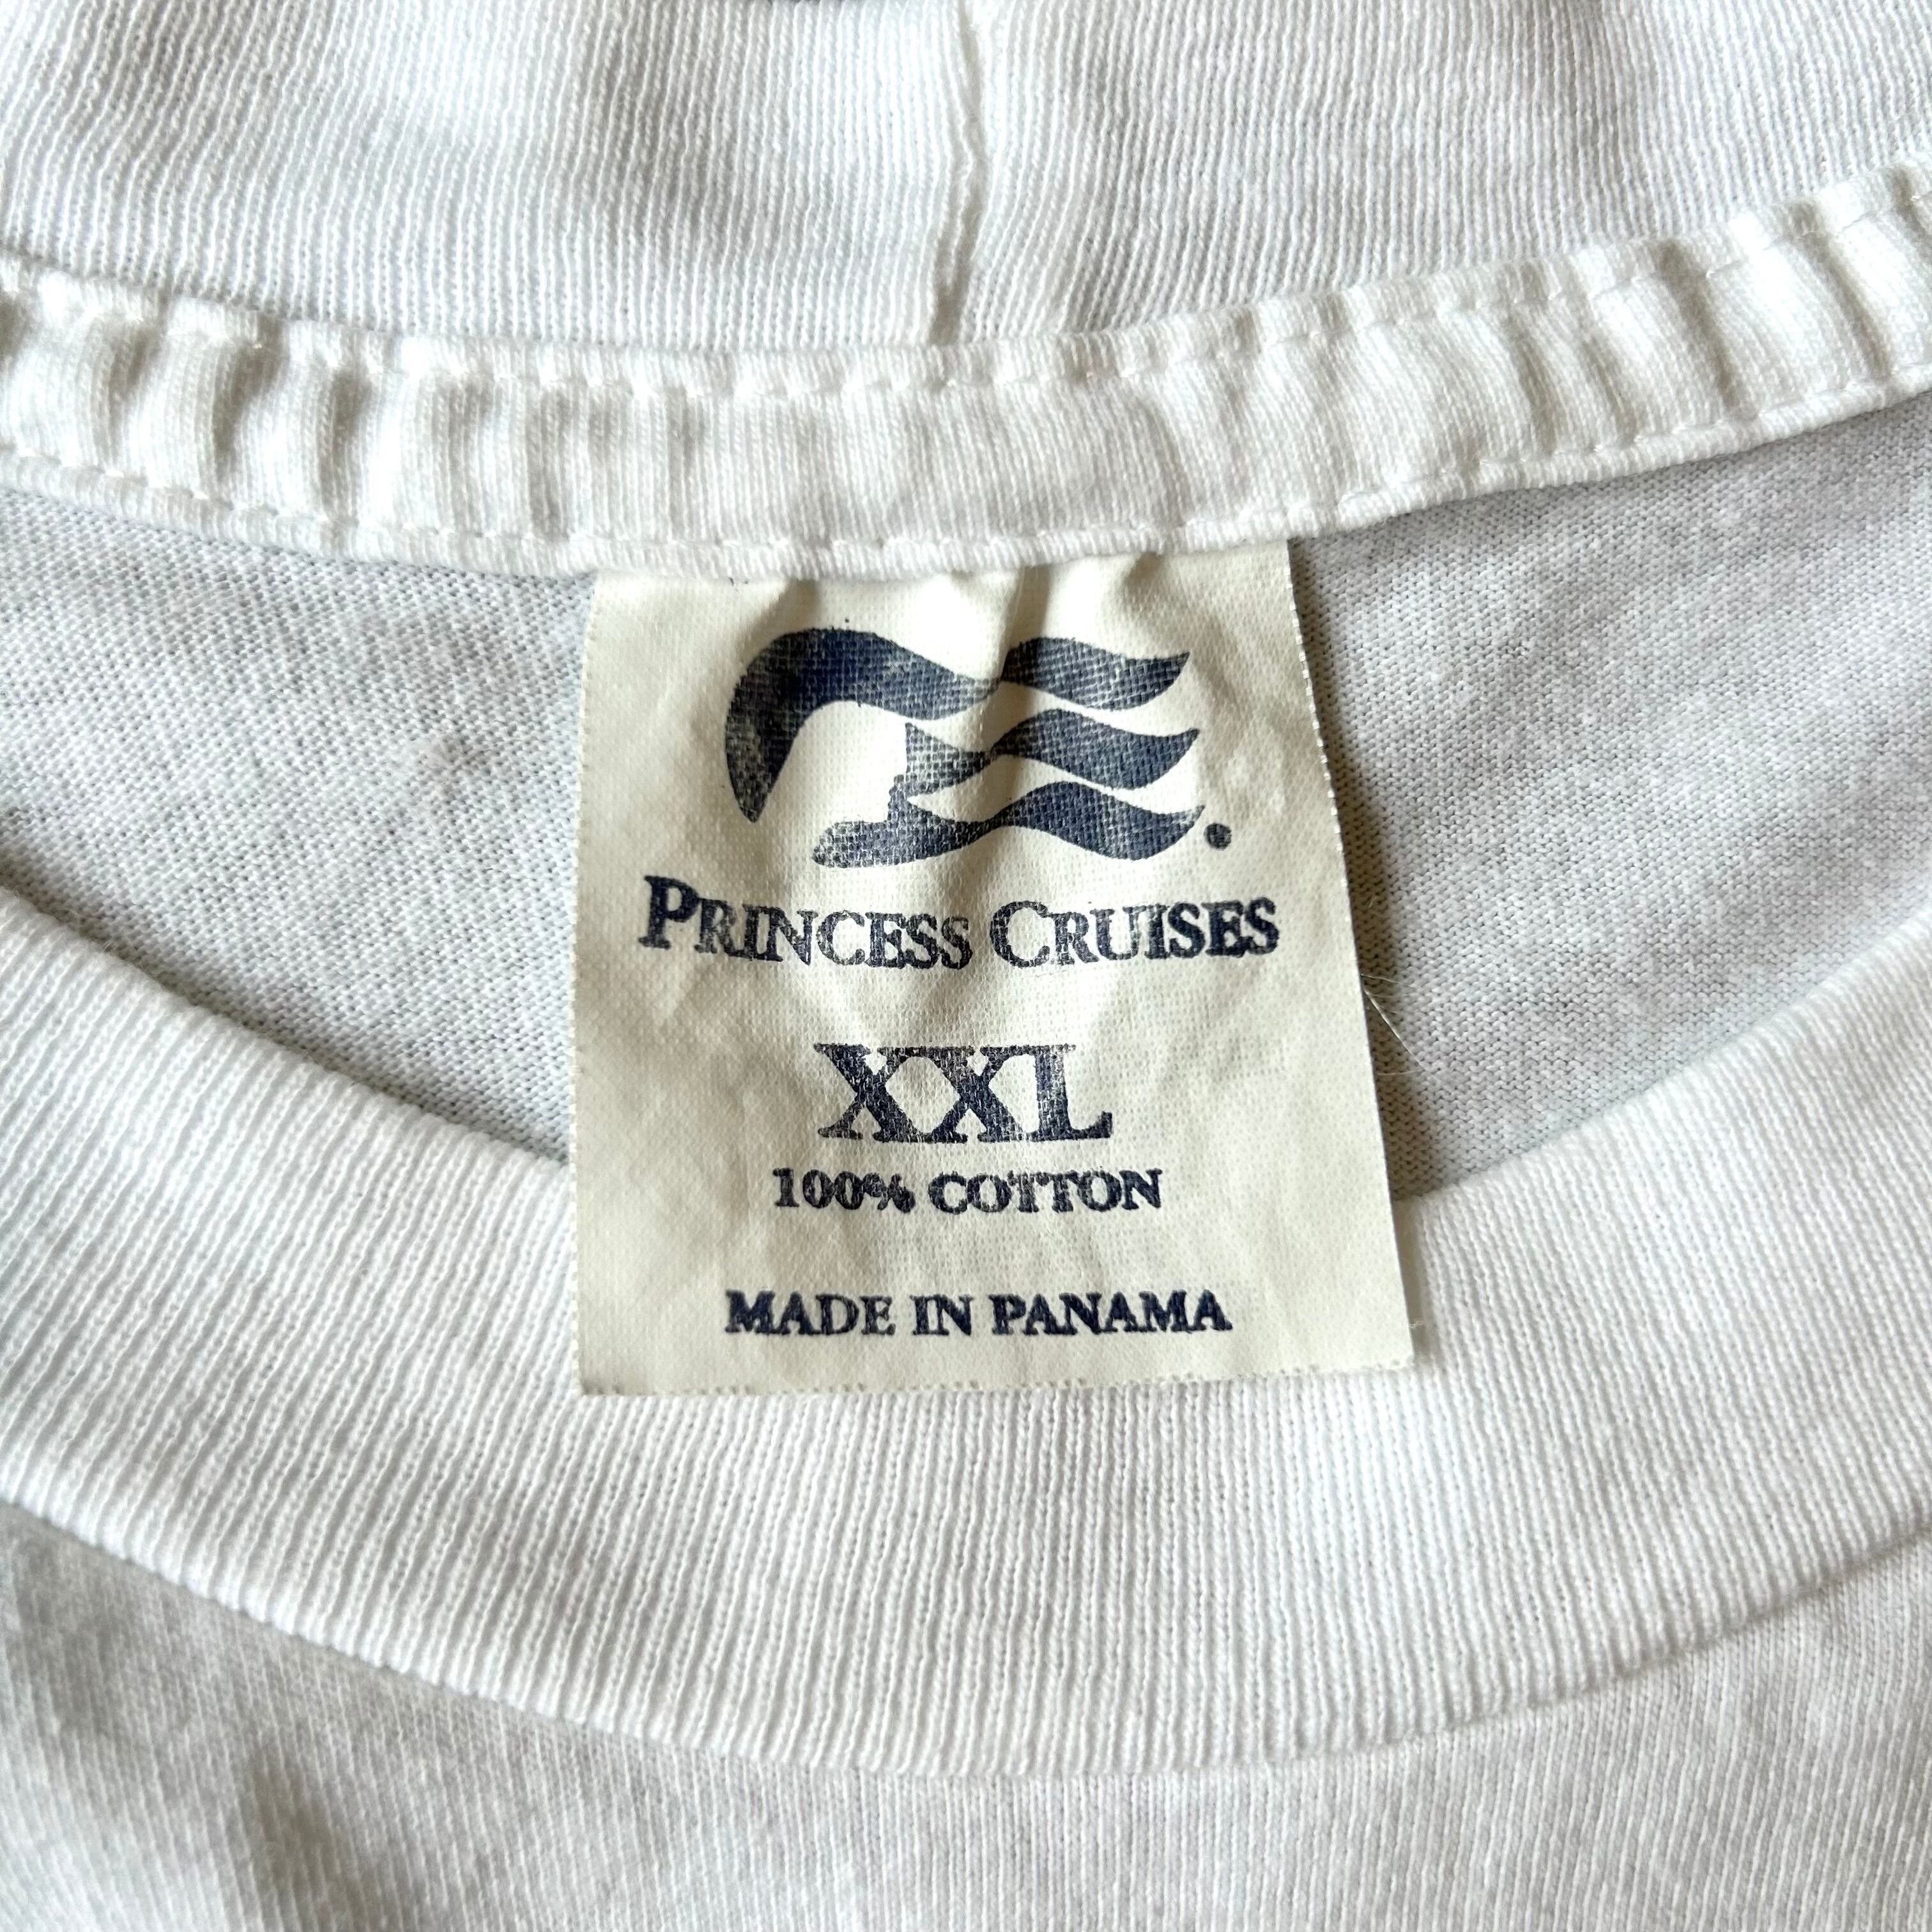 PRINCESS CRUISES
XXL
100% COTTON
MADE IN PANAMA